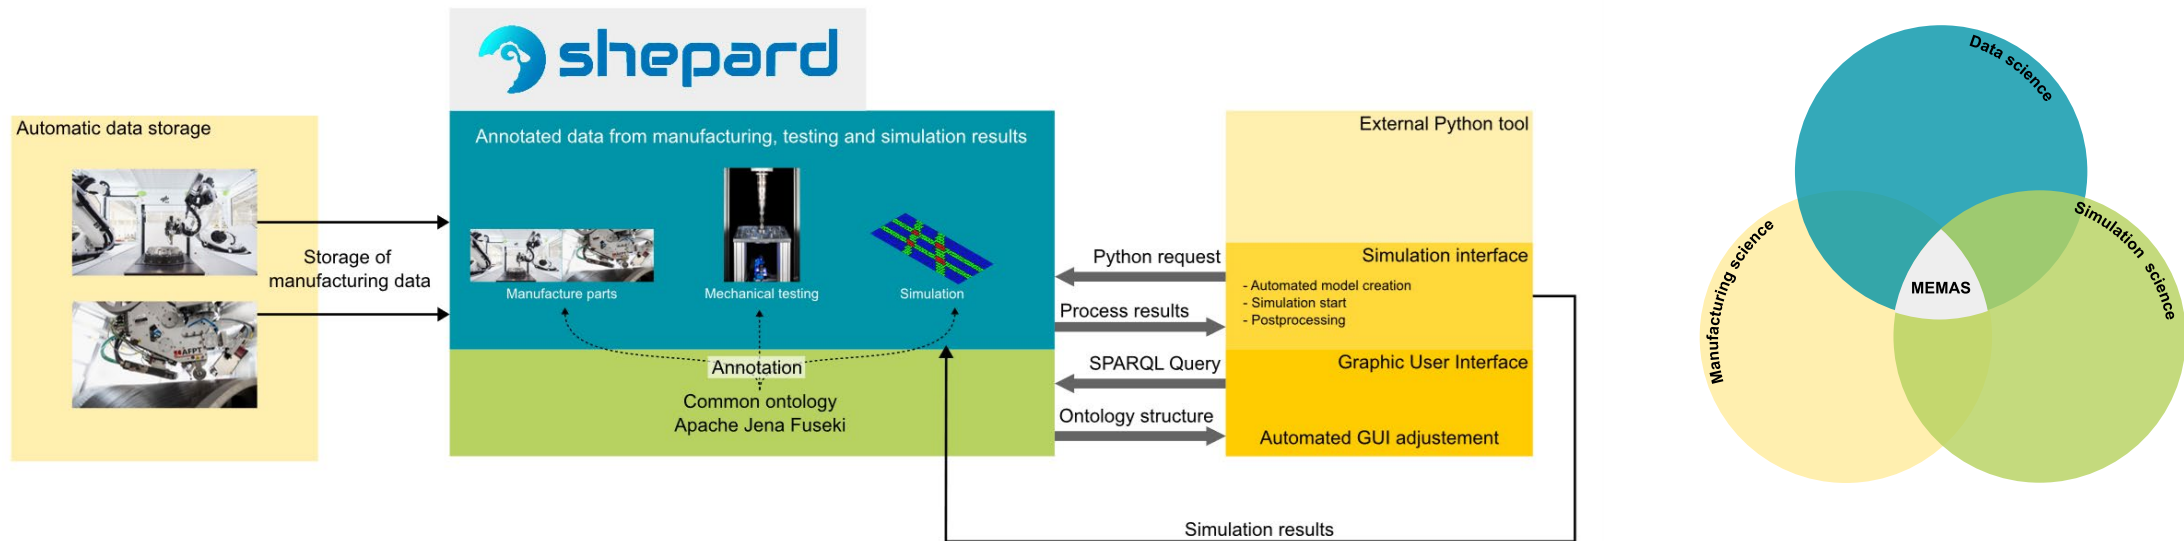 shepard
Automatic data storage
Storage of
manufacturing data
AFPT
Annotated data from manufacturing, testing and simulation results
Manufacture parts
Mechanical testing
Simulation
Annotation
Common ontology
Apache Jena Fuseki
Python request
Process results
SPARQL Query
Ontology structure
External Python tool
Simulation interface
- Automated model creation
- Simulation start
- Postprocessing
Graphic User Interface
Automated GUI adjustement
Simulation results
Data science
Manufacturing science
Simulation science
MEMAS